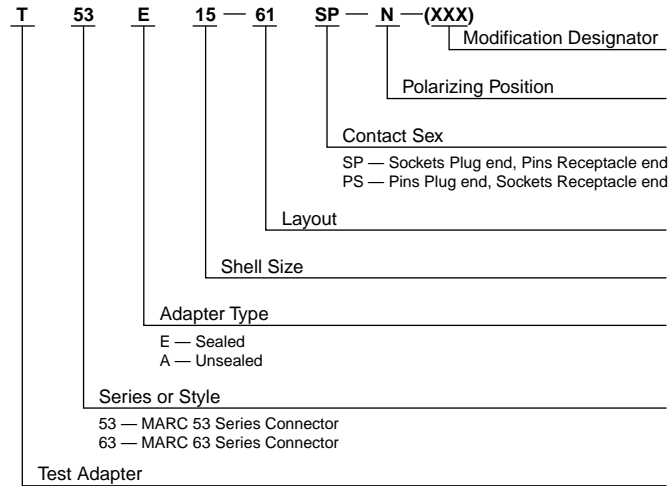 T 53 E 15 — 61 SP — N — (XXX)
Modification Designator
Polarizing Position
Contact Sex
SP — Sockets Plug end, Pins Receptacle end
PS — Pins Plug end, Sockets Receptacle end
Layout
Shell Size
Adapter Type
E — Sealed
A — Unsealed
Series or Style
53 — MARC 53 Series Connector
63 — MARC 63 Series Connector
Test Adapter